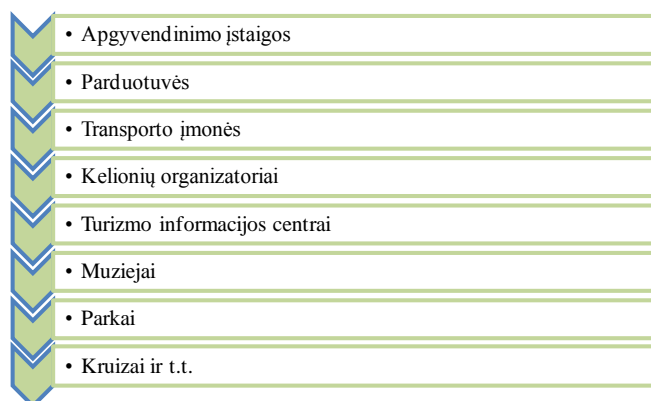 • Apgyvendinimo įstaigos
• Parduotuvės
• Transporto įmonės
• Kelionių organizatoriai
• Turizmo informacijos centrai
• Muziejai
• Parkai
• Kruizai ir t.t.